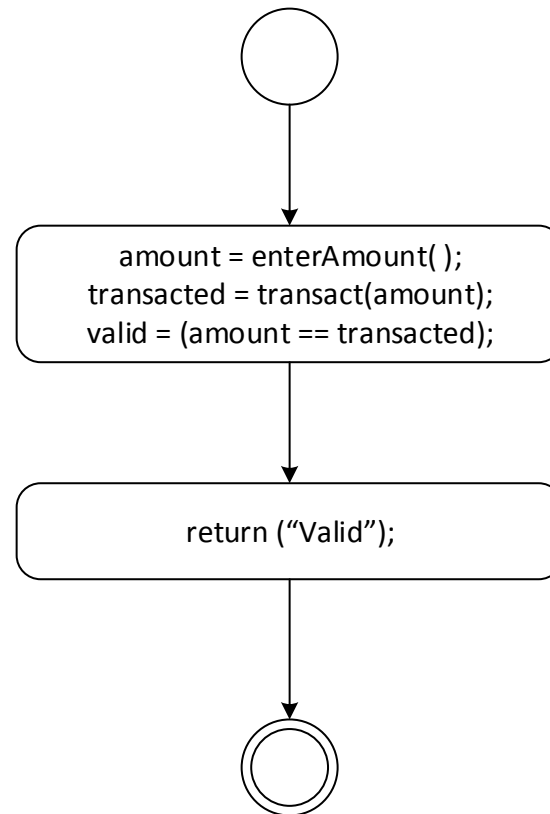 amount = enterAmount( );
transacted = transact(amount);
valid = (amount == transacted);
return (“Valid”);